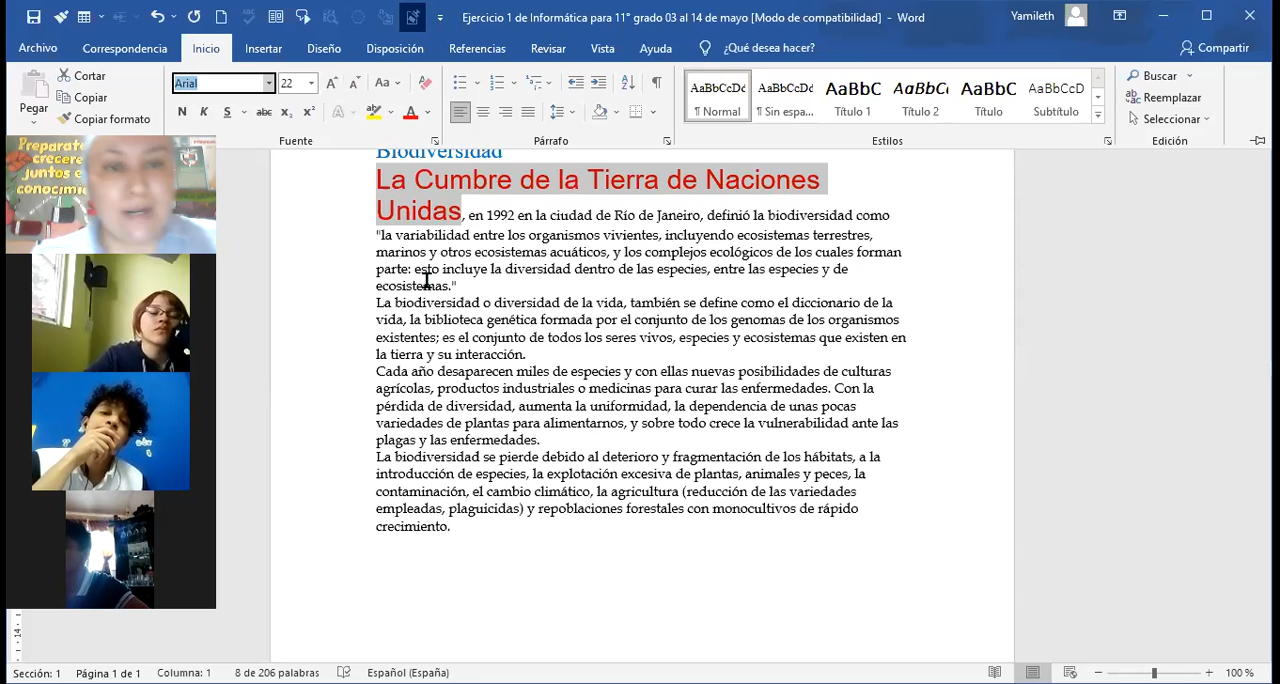 Ejercicio 1 de Informática para 11° grado 03 al 14 de mayo [Modo de compatibilidad] - Word
Yamileth
Archivo Correspondencia Inicio Insertar Diseño Disposición Referencias Revisar Vista Ayuda ¿Qué desea hacer? Compartir
Pegar
Cortar
Copiar
Copiar formato
Arial 22
Aa
N K S abc x₂ x² A A
Fuente
Párrafo
AaBbCcDc AaBbCcDc AaBbC AaBbCc AaBbC AaBbCcD
¶ Normal ¶ Sin espa... Título 1 Título 2 Título Subtítulo
Estilos
Buscar
Reemplazar
Seleccionar
Edición
Preparate
crecere
juntos e
conocimie
Biodiversidad
La Cumbre de la Tierra de Naciones
Unidas, en 1992 en la ciudad de Río de Janeiro, definió la biodiversidad como
"la variabilidad entre los organismos vivientes, incluyendo ecosistemas terrestres,
marinos y otros ecosistemas acuáticos, y los complejos ecológicos de los cuales forman
parte: esto incluye la diversidad dentro de las especies, entre las especies y de
ecosistemas."
La biodiversidad o diversidad de la vida, también se define como el diccionario de la
vida, la biblioteca genética formada por el conjunto de los genomas de los organismos
existentes; es el conjunto de todos los seres vivos, especies y ecosistemas que existen en
la tierra y su interacción.
Cada año desaparecen miles de especies y con ellas nuevas posibilidades de culturas
agrícolas, productos industriales o medicinas para curar las enfermedades. Con la
pérdida de diversidad, aumenta la uniformidad, la dependencia de unas pocas
variedades de plantas para alimentarnos, y sobre todo crece la vulnerabilidad ante las
plagas y las enfermedades.
La biodiversidad se pierde debido al deterioro y fragmentación de los hábitats, a la
introducción de especies, la explotación excesiva de plantas, animales y peces, la
contaminación, el cambio climático, la agricultura (reducción de las variedades
empleadas, plaguicidas) y repoblaciones forestales con monocultivos de rápido
crecimiento.
14
Sección: 1 Página 1 de 1 Columna: 1 8 de 206 palabras Español (España) 100 %